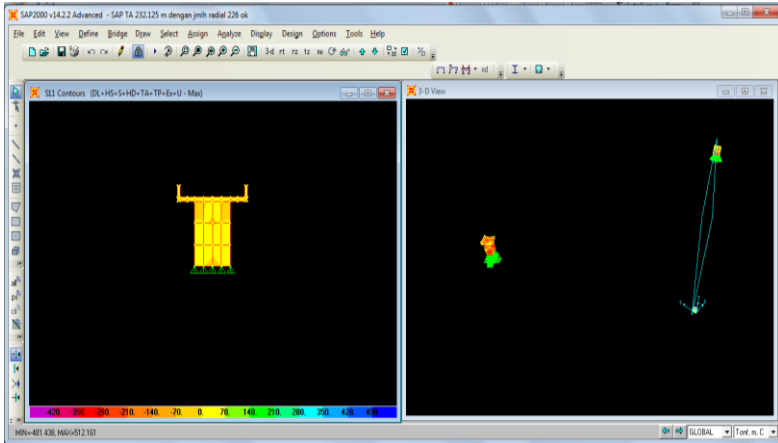 SAP2000 v14.2.2 Advanced - SAP TA 232.125 m dengan jmlh radial 226 ok
File Edit View Define Bridge Draw Select Assign Analyze Display Design Options Tools Help
3-d
nd
S11 Contours (DL+HS+S+HD+TA+TP+Ex+U - Max)
3-D View
-420. -350. -280. -210. -140. -70. 0. 70. 140. 210. 280. 350. 420. 490.
MIN=-481.438, MAX=512.161
GLOBAL
Tonf, m, C